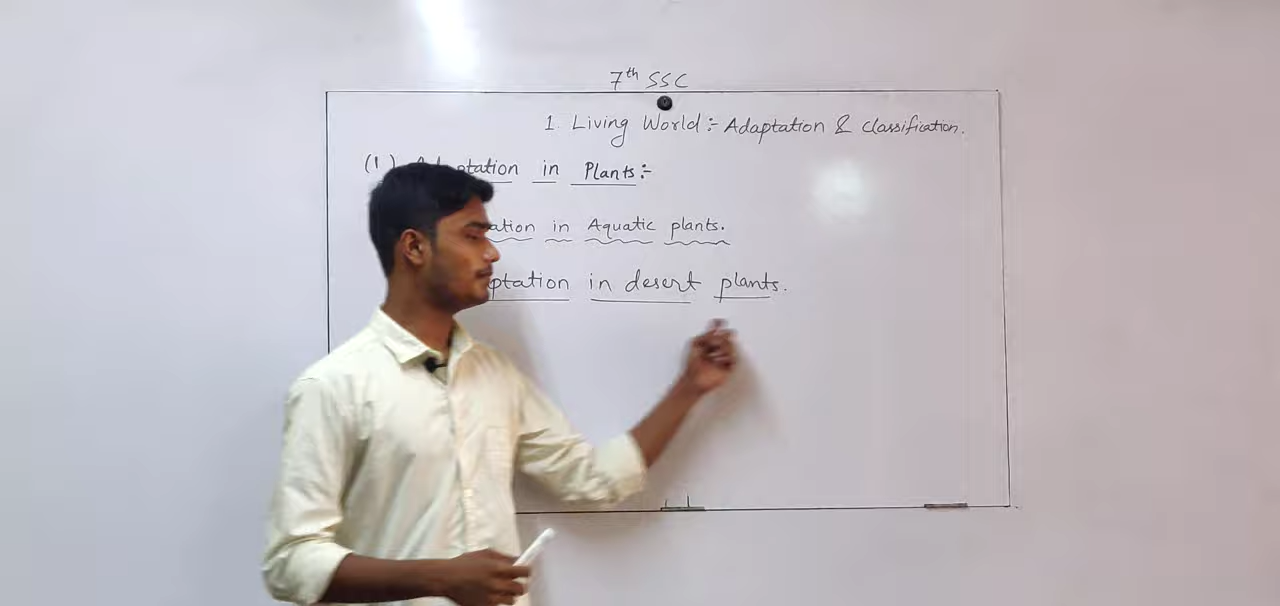 7th SSC
1. Living World :- Adaptation & Classification.
(1.) Adaptation in Plants :-
ation in Aquatic plants.
ptation in desert plants.